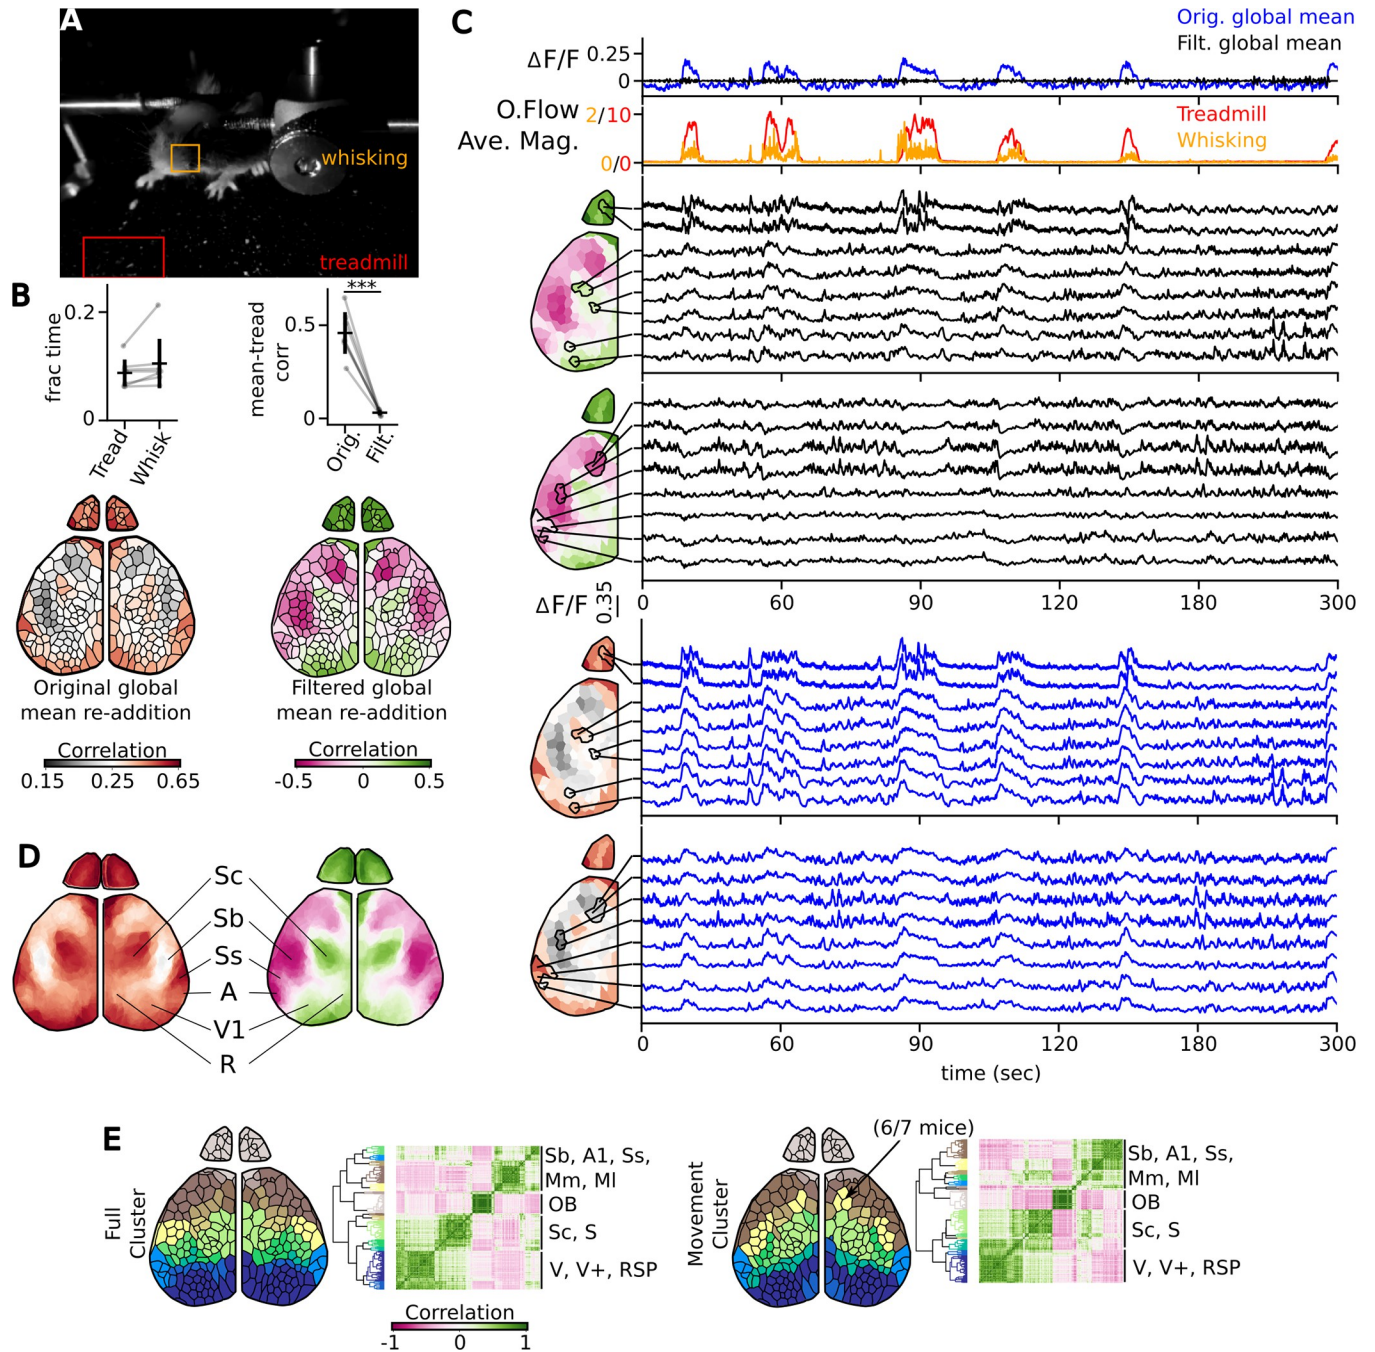 A
whisking
treadmill
B
frac time
0.2
0
Tread
Whisk
mean-tread
corr
0.5
0
***
Orig.
Filt.
Original global
mean re-addition
Correlation
0.15 0.25 0.65
Filtered global
mean re-addition
Correlation
-0.5 0 0.5
C
Orig. global mean
Filt. global mean
ΔF/F 0.25
0
O.Flow
Ave. Mag.
2/10
0/0
Treadmill
Whisking
ΔF/F 0.35
0 60 90 120 180 300
0 60 90 120 180 300
time (sec)
D
Sc
Sb
Ss
A
V1
R
E
Full
Cluster
Sb, A1, Ss,
Mm, Ml
OB
Sc, S
V, V+, RSP
Correlation
-1 0 1
Movement
Cluster
(6/7 mice)
Sb, A1, Ss,
Mm, Ml
OB
Sc, S
V, V+, RSP